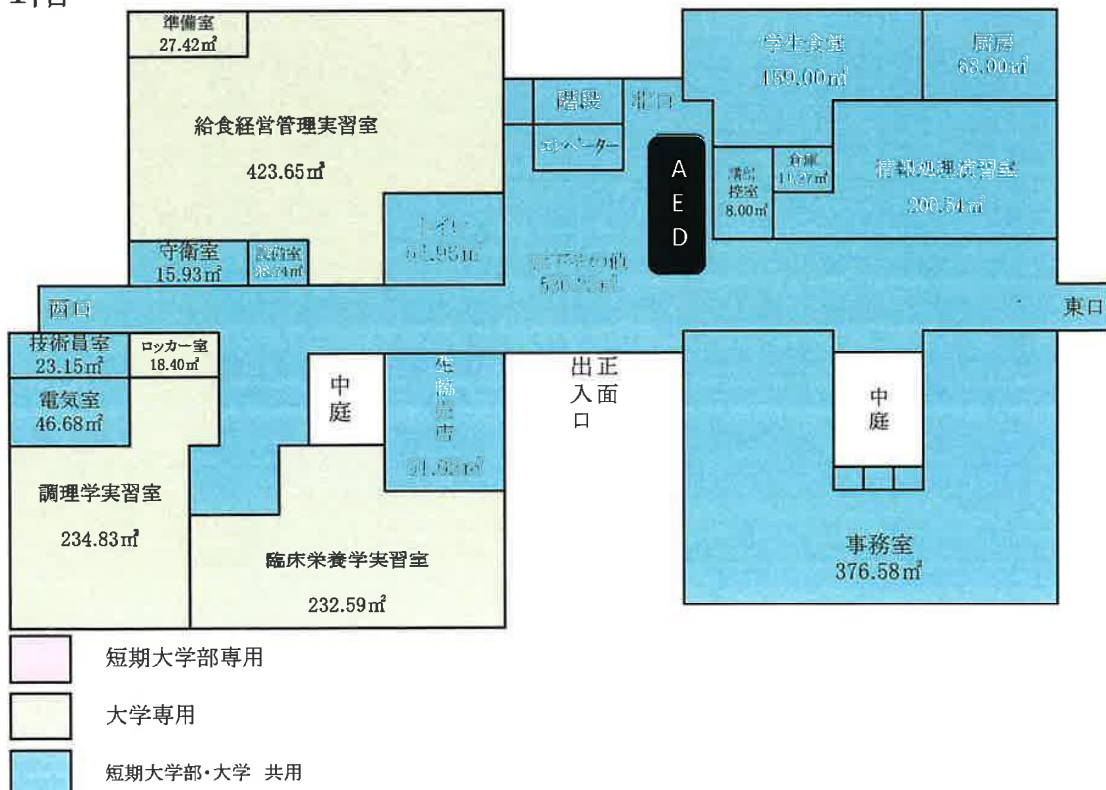 1階
準備室
27.42㎡
給食経営管理実習室
423.65㎡
守衛室
15.93㎡
トイレ
階段
エレベーター
北口
AED
学生食堂
159.00㎡
厨房
63.00㎡
倉庫
控室
8.00㎡
情報処理演習室
200.54㎡
西口
東口
技術員室
23.15㎡
ロッカー室
18.40㎡
電気室
46.68㎡
中庭
正面
出入口
中庭
調理学実習室
234.83㎡
臨床栄養学実習室
232.59㎡
事務室
376.58㎡
短期大学部専用
大学専用
短期大学部・大学 共用